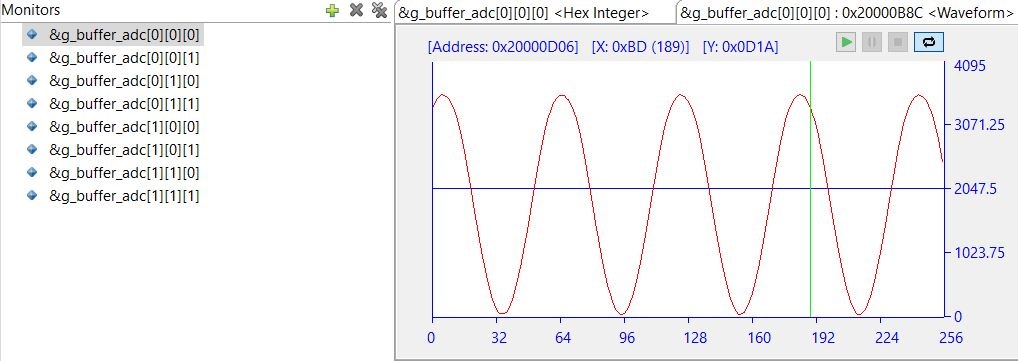 Monitors
&g_buffer_adc[0][0][0]
&g_buffer_adc[0][0][1]
&g_buffer_adc[0][1][0]
&g_buffer_adc[0][1][1]
&g_buffer_adc[1][0][0]
&g_buffer_adc[1][0][1]
&g_buffer_adc[1][1][0]
&g_buffer_adc[1][1][1]
&g_buffer_adc[0][0][0] <Hex Integer>
&g_buffer_adc[0][0][0] : 0x20000B8C <Waveform>
[Address: 0x20000D06] [X: 0xBD (189)] [Y: 0x0D1A]
4095
3071.25
2047.5
1023.75
0
0 32 64 96 128 160 192 224 256